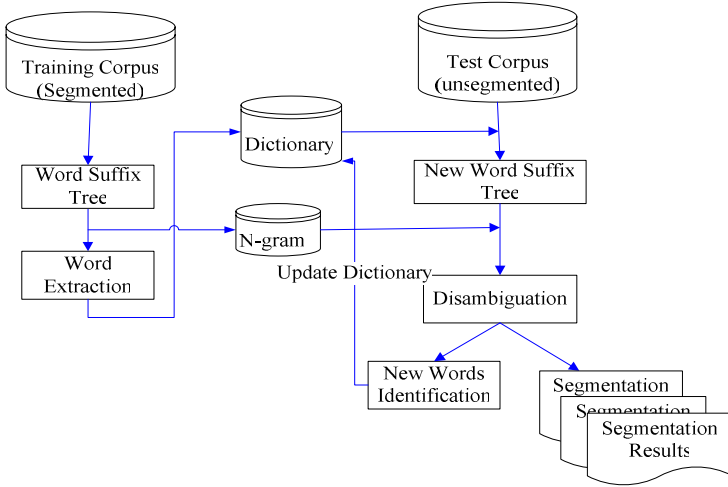 Training Corpus
(Segmented)
Test Corpus
(unsegmented)
Dictionary
Word Suffix
Tree
New Word Suffix
Tree
N-gram
Word
Extraction
Update Dictionary
Disambiguation
New Words
Identification
Segmentation
Segmentation
Segmentation
Results